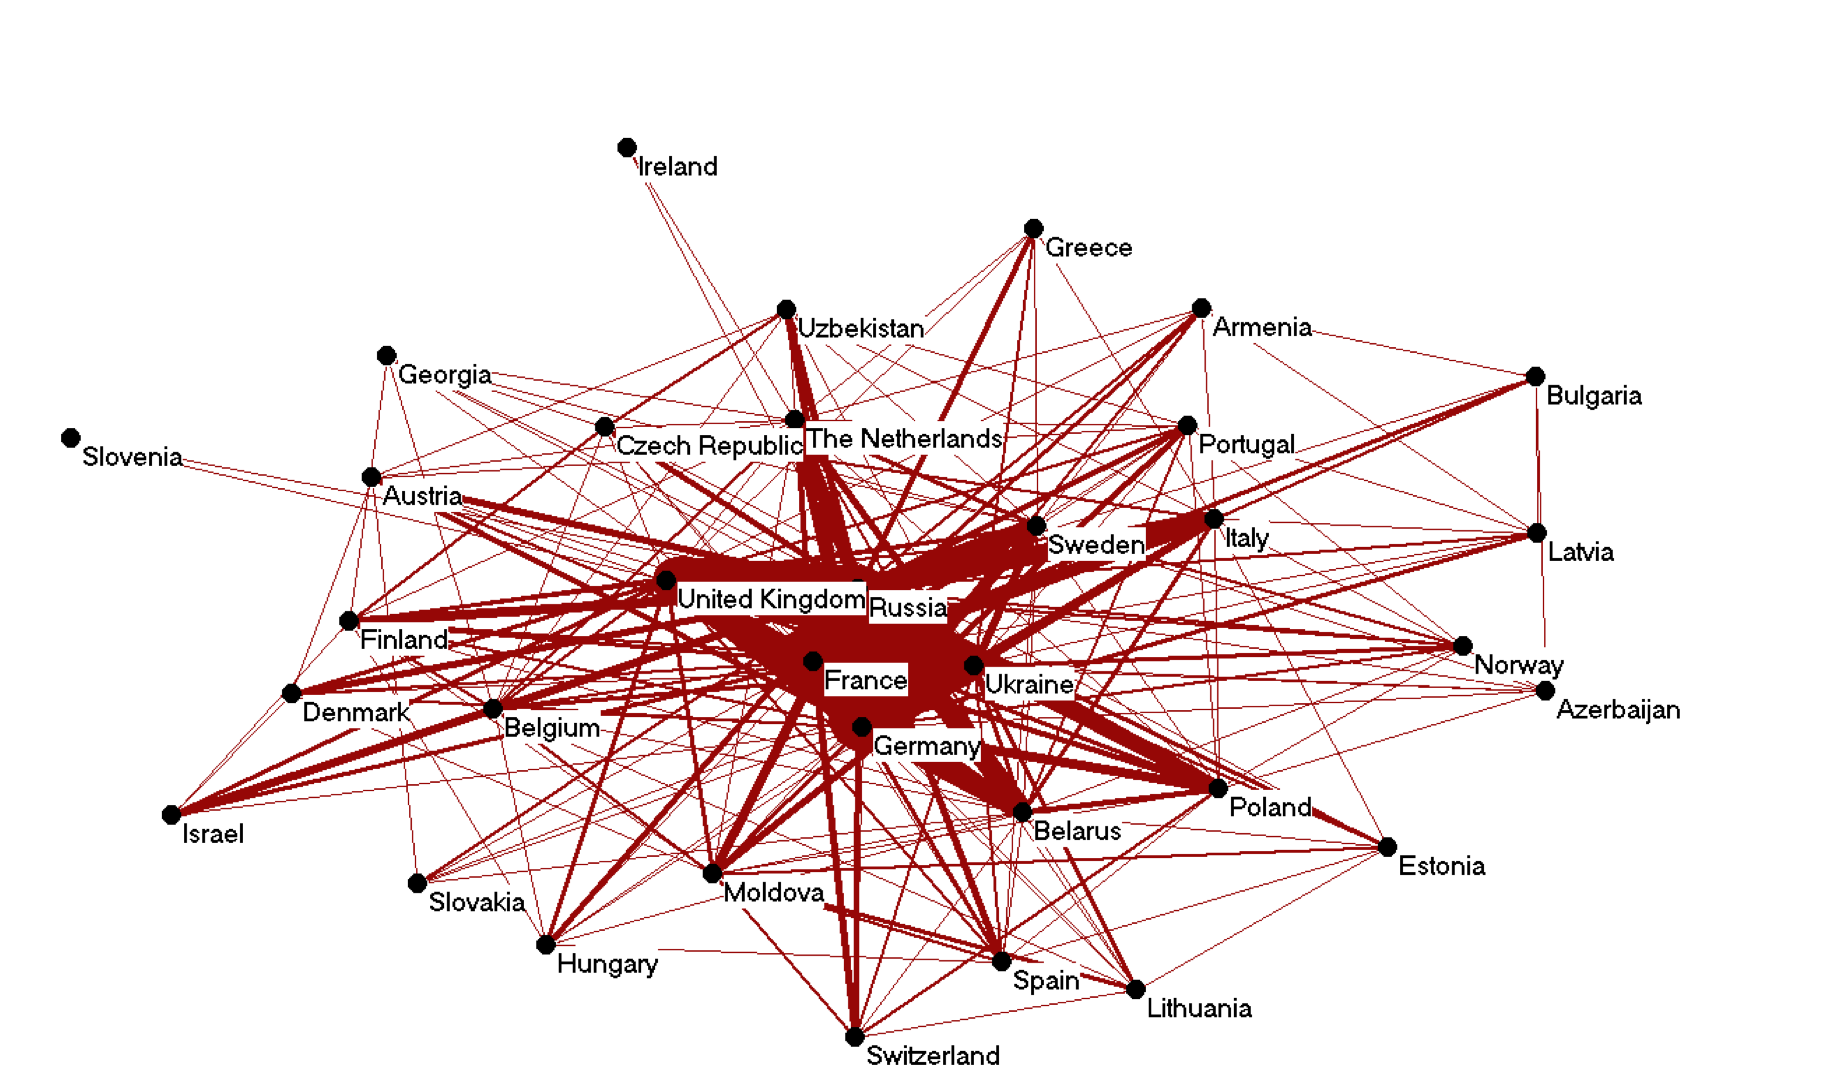 Ireland
Greece
Uzbekistan
Armenia
Georgia
Bulgaria
Czech Republic
The Netherlands
Portugal
Slovenia
Austria
Sweden
Italy
Latvia
United Kingdom
Russia
Finland
France
Ukraine
Norway
Denmark
Belgium
Germany
Azerbaijan
Israel
Belarus
Poland
Estonia
Slovakia
Moldova
Hungary
Spain
Lithuania
Switzerland